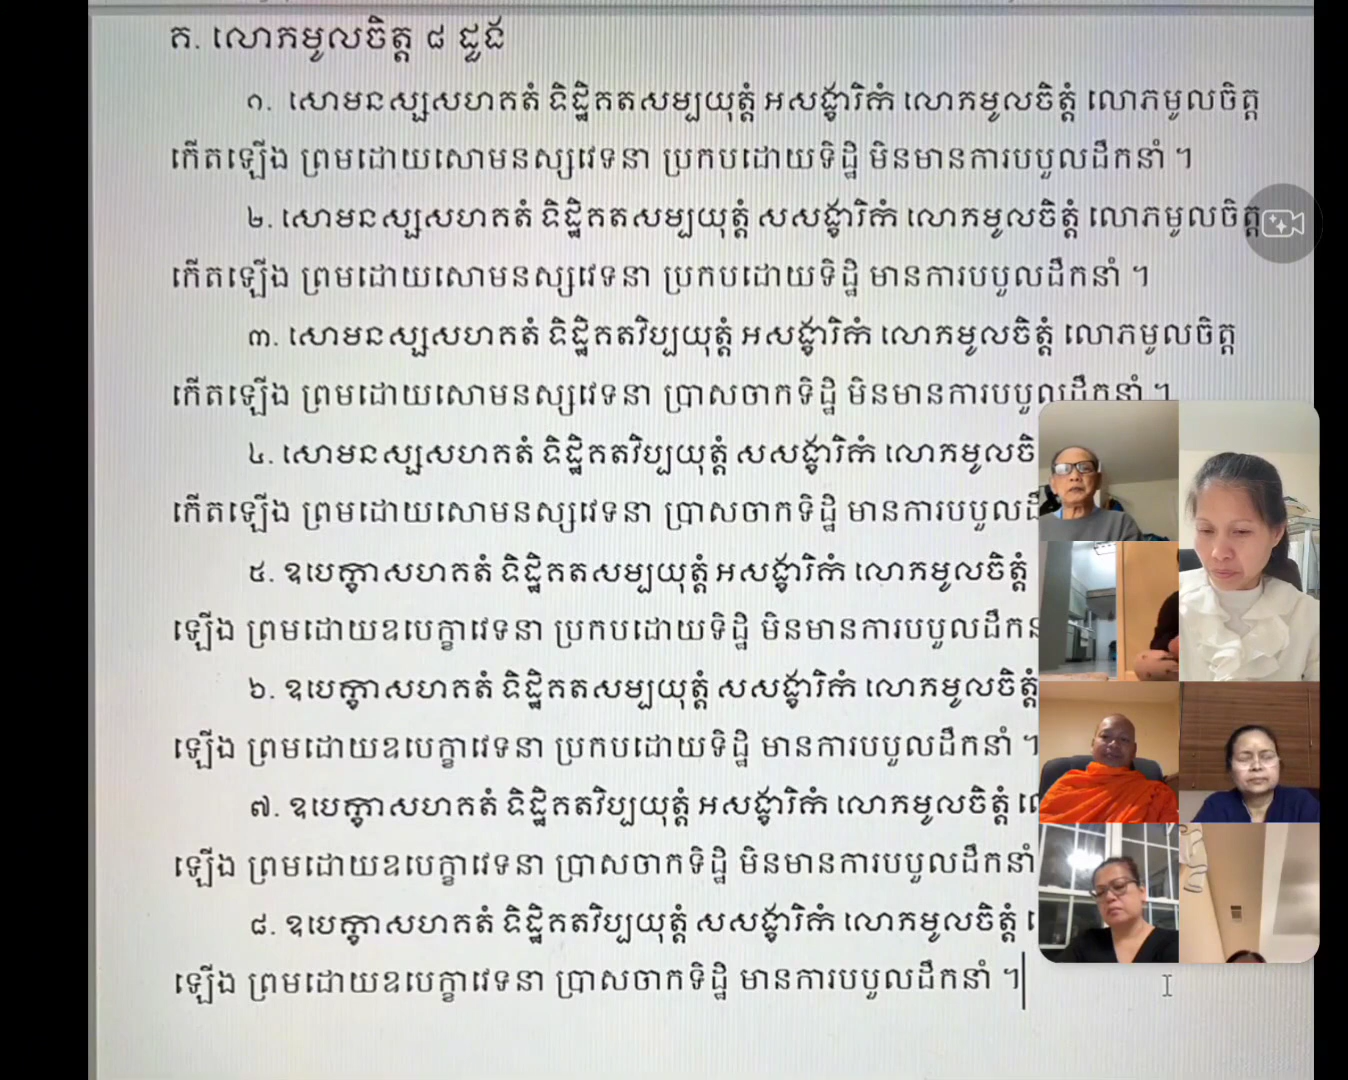 ក. លោភមូលចិត្ត ៨ ដួង
១. សោមនស្សសហគតំ ទិដ្ឋិគតសម្បយុត្តំ អសង្ខារិកំ លោភមូលចិត្តំ លោភមូលចិត្ត
កើតឡើង ព្រមដោយសោមនស្សវេទនា ប្រកបដោយទិដ្ឋិ មិនមានការបបួលដឹកនាំ ។
២. សោមនស្សសហគតំ ទិដ្ឋិគតសម្បយុត្តំ សសង្ខារិកំ លោភមូលចិត្តំ លោភមូលចិត្ត
កើតឡើង ព្រមដោយសោមនស្សវេទនា ប្រកបដោយទិដ្ឋិ មានការបបួលដឹកនាំ ។
៣. សោមនស្សសហគតំ ទិដ្ឋិគតវិប្បយុត្តំ អសង្ខារិកំ លោភមូលចិត្តំ លោភមូលចិត្ត
កើតឡើង ព្រមដោយសោមនស្សវេទនា ប្រាសចាកទិដ្ឋិ មិនមានការបបួលដឹកនាំ ។
៤. សោមនស្សសហគតំ ទិដ្ឋិគតវិប្បយុត្តំ សសង្ខារិកំ លោភមូលចិ
កើតឡើង ព្រមដោយសោមនស្សវេទនា ប្រាសចាកទិដ្ឋិ មានការបបួលដឹ
៥. ឧបេក្ខាសហគតំ ទិដ្ឋិគតសម្បយុត្តំ អសង្ខារិកំ លោភមូលចិត្តំ
ឡើង ព្រមដោយឧបេក្ខាវេទនា ប្រកបដោយទិដ្ឋិ មិនមានការបបួលដឹកន
៦. ឧបេក្ខាសហគតំ ទិដ្ឋិគតសម្បយុត្តំ សសង្ខារិកំ លោភមូលចិត្តំ
ឡើង ព្រមដោយឧបេក្ខាវេទនា ប្រកបដោយទិដ្ឋិ មានការបបួលដឹកនាំ ។
៧. ឧបេក្ខាសហគតំ ទិដ្ឋិគតវិប្បយុត្តំ អសង្ខារិកំ លោភមូលចិត្តំ
ឡើង ព្រមដោយឧបេក្ខាវេទនា ប្រាសចាកទិដ្ឋិ មិនមានការបបួលដឹកនាំ
៨. ឧបេក្ខាសហគតំ ទិដ្ឋិគតវិប្បយុត្តំ សសង្ខារិកំ លោភមូលចិត្តំ
ឡើង ព្រមដោយឧបេក្ខាវេទនា ប្រាសចាកទិដ្ឋិ មានការបបួលដឹកនាំ ។